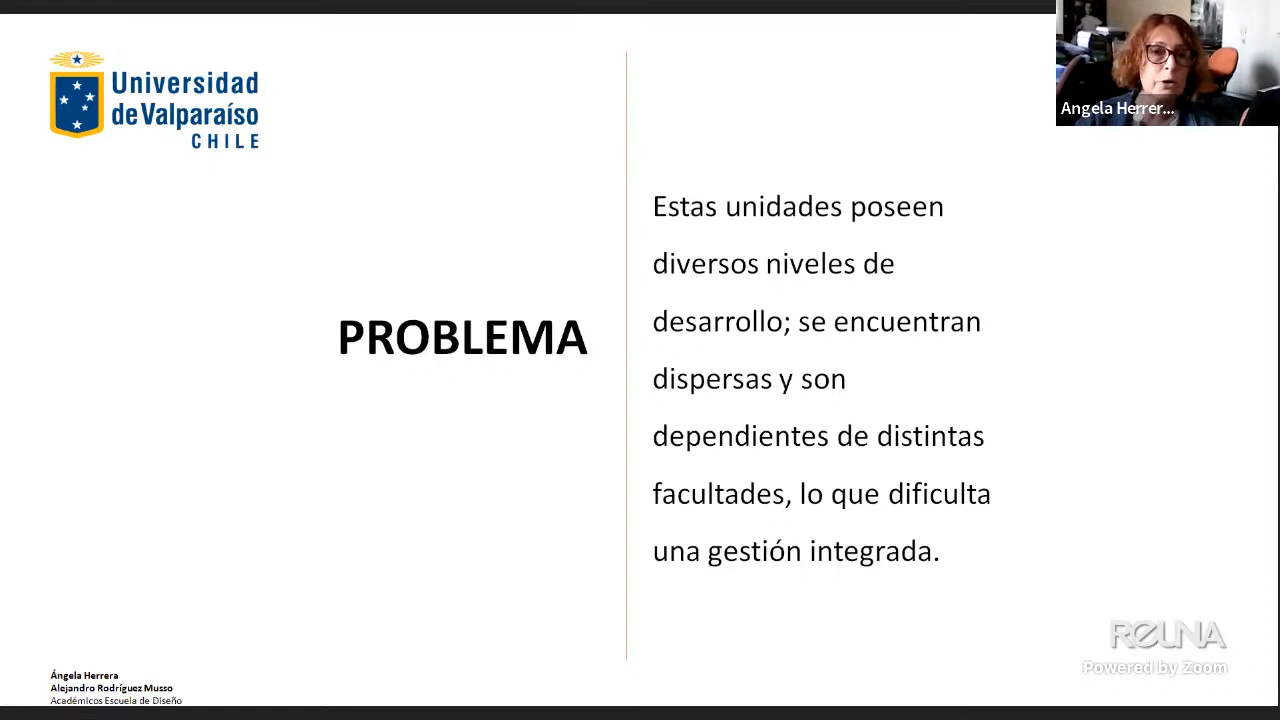 Universidad
de Valparaíso
CHILE
Angela Herrer...
PROBLEMA
Estas unidades poseen
diversos niveles de
desarrollo; se encuentran
dispersas y son
dependientes de distintas
facultades, lo que dificulta
una gestión integrada.
REUNA
Powered by Zoom
Ángela Herrera
Alejandro Rodríguez Musso
Académicos Escuela de Diseño